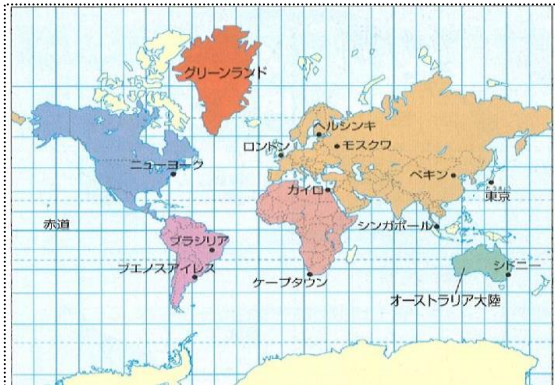 グリーンランド
ヘルシンキ
ロンドン
モスクワ
ニューヨーク
ペキン
カイロ
東京
赤道
シンガポール
ブラジリア
ブエノスアイレス
シドニー
ケープタウン
オーストラリア大陸